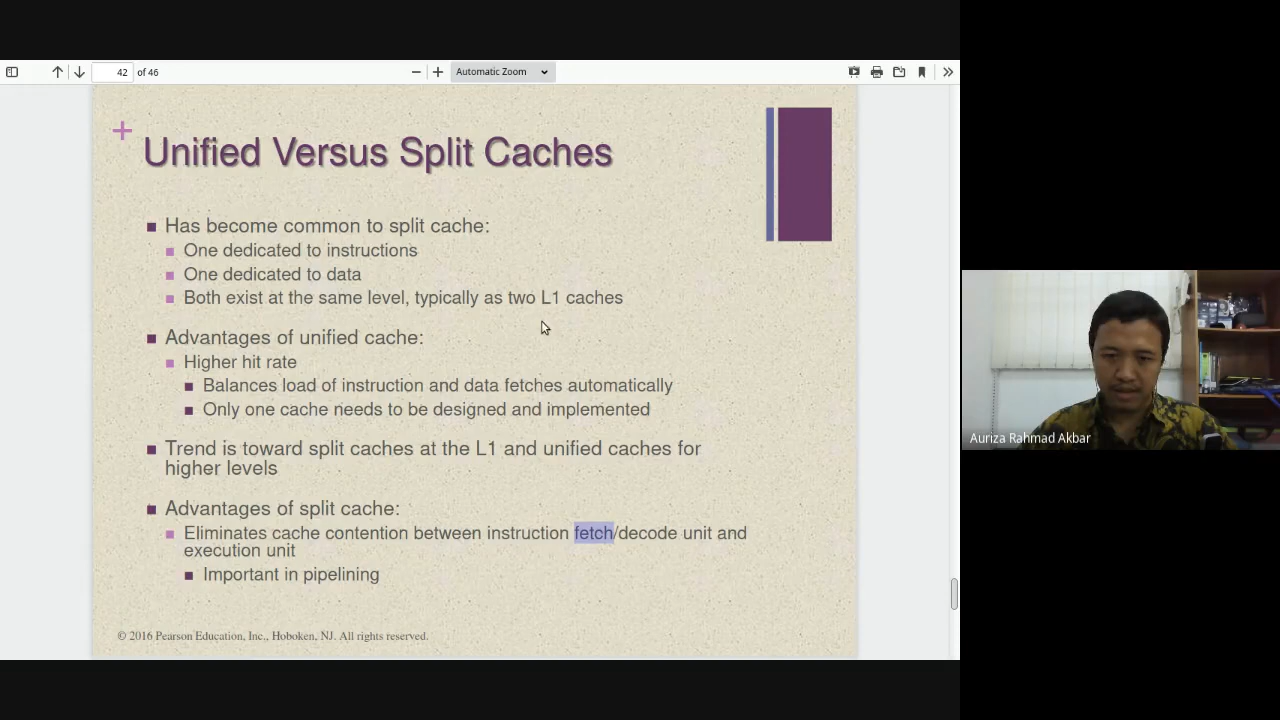 42 of 46 Automatic Zoom
+
Unified Versus Split Caches
Has become common to split cache:
One dedicated to instructions
One dedicated to data
Both exist at the same level, typically as two L1 caches
Advantages of unified cache:
Higher hit rate
Balances load of instruction and data fetches automatically
Only one cache needs to be designed and implemented
Trend is toward split caches at the L1 and unified caches for
higher levels
Advantages of split cache:
Eliminates cache contention between instruction fetch/decode unit and
execution unit
Important in pipelining
© 2016 Pearson Education, Inc., Hoboken, NJ. All rights reserved.
Auriza Rahmad Akbar